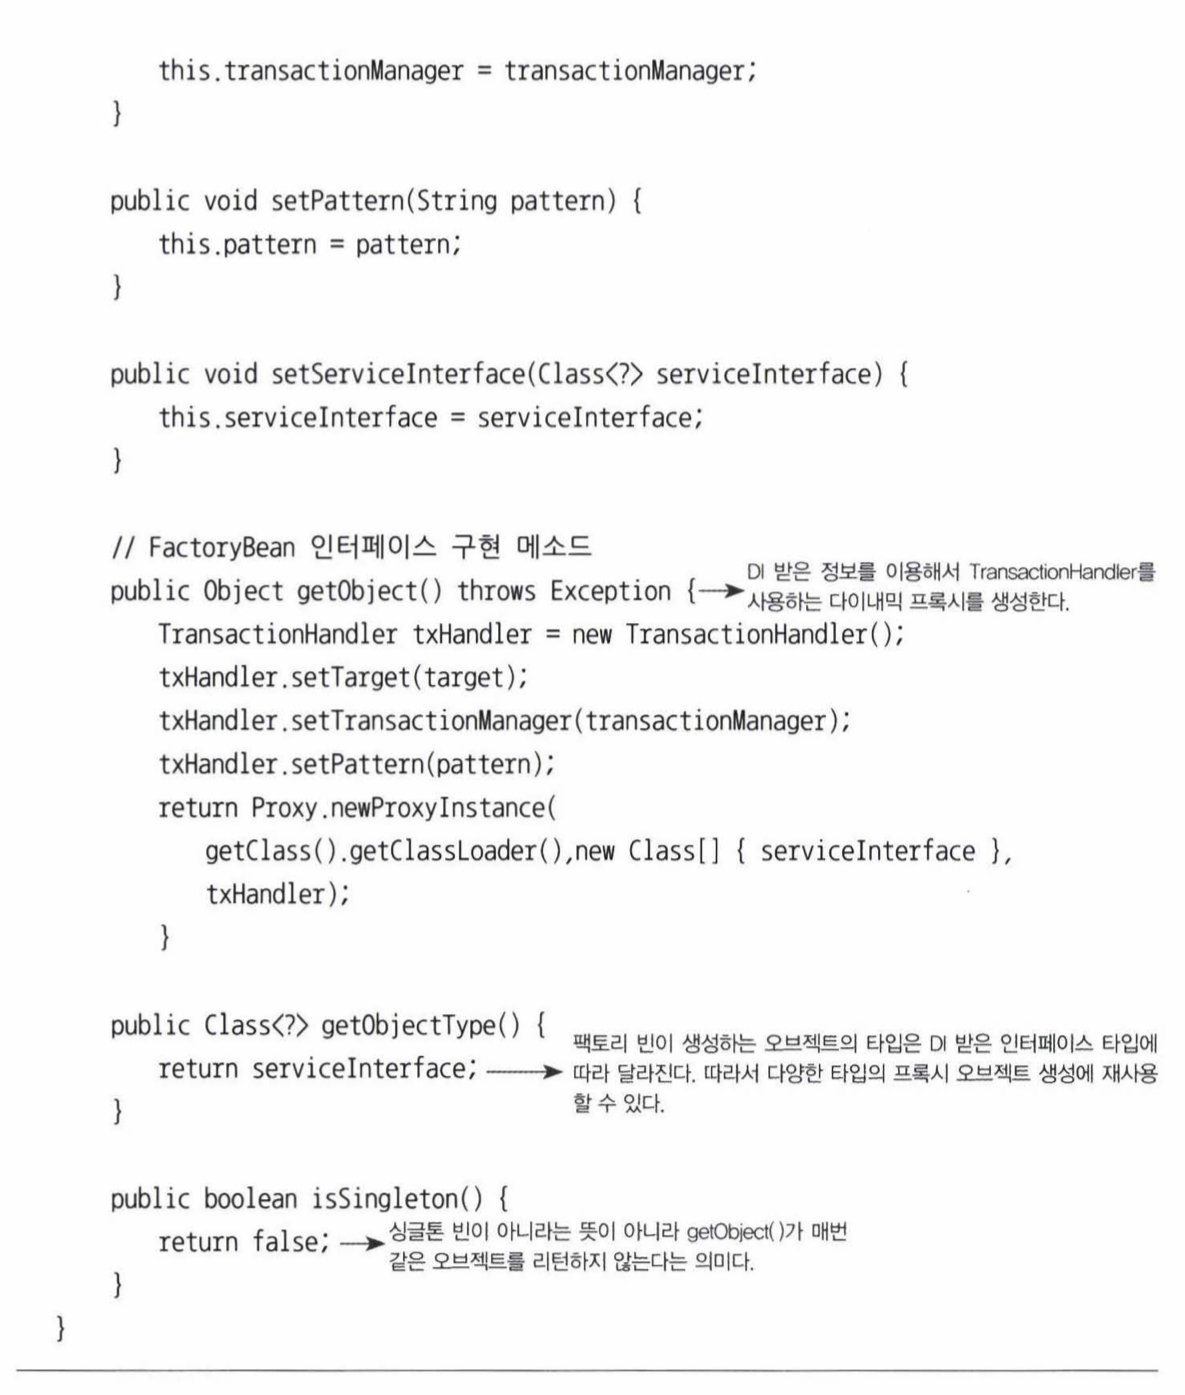 this.transactionManager = transactionManager;
}
public void setPattern(String pattern) {
this.pattern = pattern;
}
public void setServiceInterface(Class<?> serviceInterface) {
this.serviceInterface = serviceInterface;
}
// FactoryBean 인터페이스 구현 메소드
public Object getObject() throws Exception {
DI 받은 정보를 이용해서 TransactionHandler를
사용하는 다이내믹 프록시를 생성한다.
TransactionHandler txHandler = new TransactionHandler();
txHandler.setTarget(target);
txHandler.setTransactionManager(transactionManager);
txHandler.setPattern(pattern);
return Proxy.newProxyInstance(
getClass().getClassLoader(),new Class[] { serviceInterface },
txHandler);
}
public Class<?> getObjectType() {
return serviceInterface;
팩토리 빈이 생성하는 오브젝트의 타입은 DI 받은 인터페이스 타입에
따라 달라진다. 따라서 다양한 타입의 프록시 오브젝트 생성에 재사용
할 수 있다.
}
public boolean isSingleton() {
return false;
싱글톤 빈이 아니라는 뜻이 아니라 getObject()가 매번
같은 오브젝트를 리턴하지 않는다는 의미다.
}
}